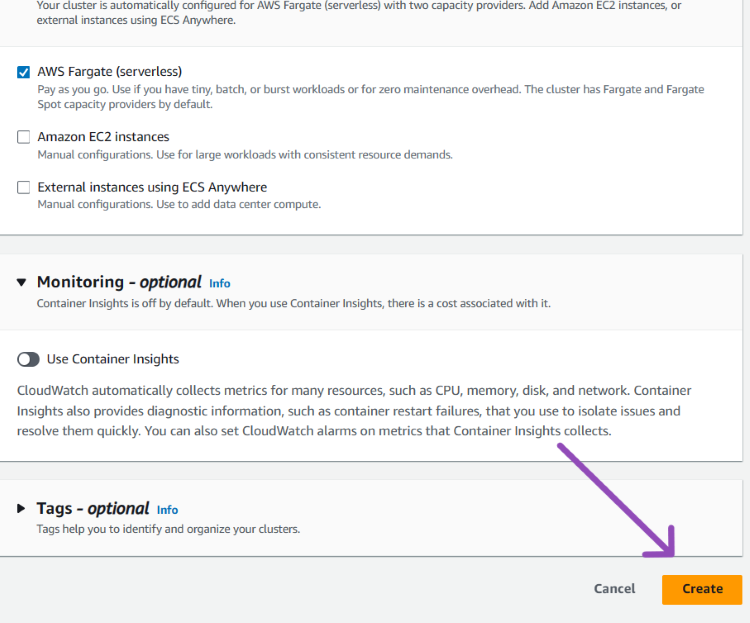 Your cluster is automatically configured for AWS Fargate (serverless) with two capacity providers. Add Amazon EC2 instances, or
external instances using ECS Anywhere.
AWS Fargate (serverless)
Pay as you go. Use if you have tiny, batch, or burst workloads or for zero maintenance overhead. The cluster has Fargate and Fargate
Spot capacity providers by default.
Amazon EC2 instances
Manual configurations. Use for large workloads with consistent resource demands.
External instances using ECS Anywhere
Manual configurations. Use to add data center compute.
Monitoring - optional Info
Container Insights is off by default. When you use Container Insights, there is a cost associated with it.
Use Container Insights
CloudWatch automatically collects metrics for many resources, such as CPU, memory, disk, and network. Container
Insights also provides diagnostic information, such as container restart failures, that you use to isolate issues and
resolve them quickly. You can also set CloudWatch alarms on metrics that Container Insights collects.
Tags - optional Info
Tags help you to identify and organize your clusters.
Cancel Create